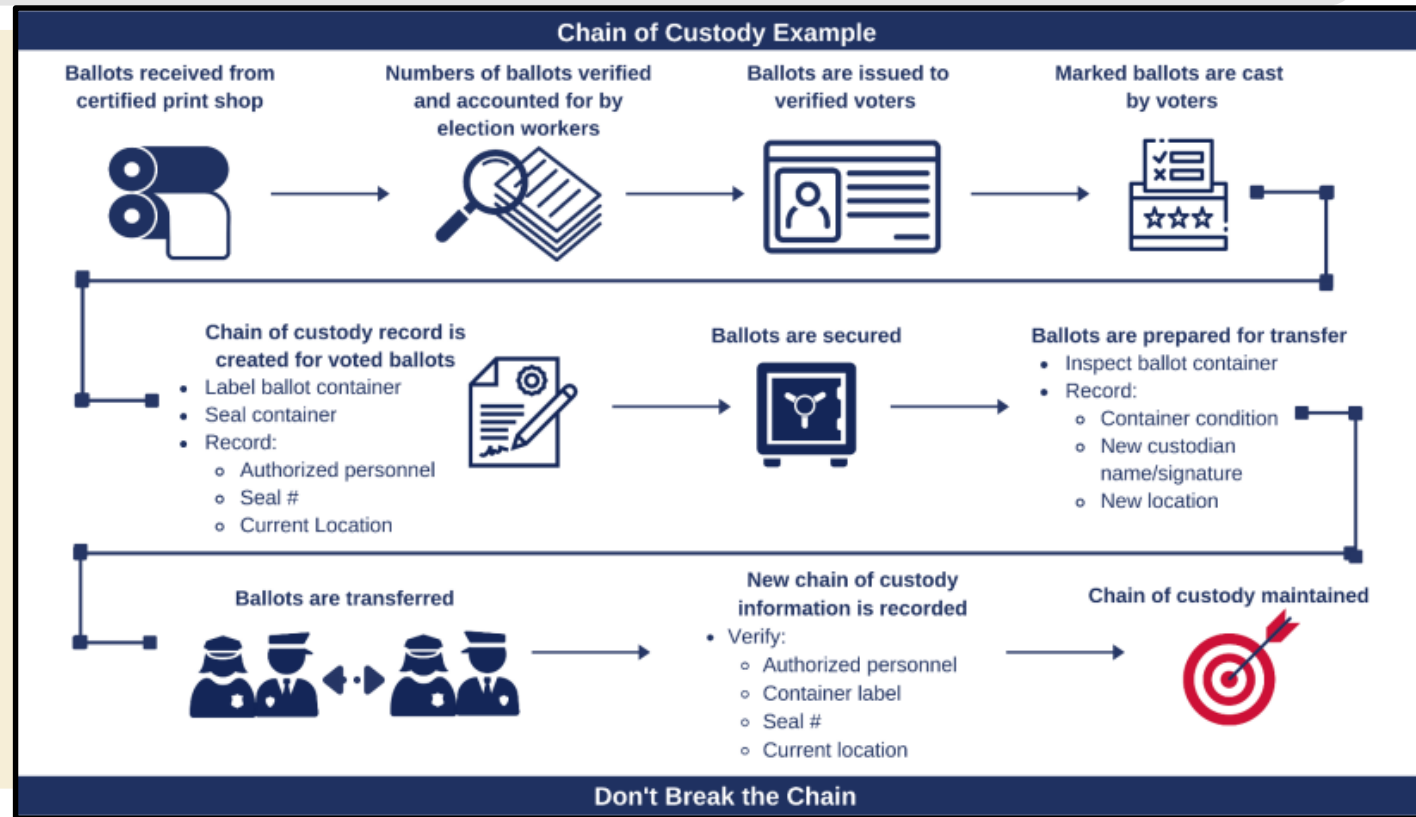 Chain of Custody Example
Ballots received from
certified print shop
Numbers of ballots verified
and accounted for by
election workers
Ballots are issued to
verified voters
Marked ballots are cast
by voters
Chain of custody record is
created for voted ballots
• Label ballot container
• Seal container
• Record:
o Authorized personnel
o Seal #
o Current Location
Ballots are secured
Ballots are prepared for transfer
• Inspect ballot container
• Record:
o Container condition
o New custodian
name/signature
o New location
Ballots are transferred
New chain of custody
information is recorded
• Verify:
o Authorized personnel
o Container label
o Seal #
o Current location
Chain of custody maintained
Don't Break the Chain